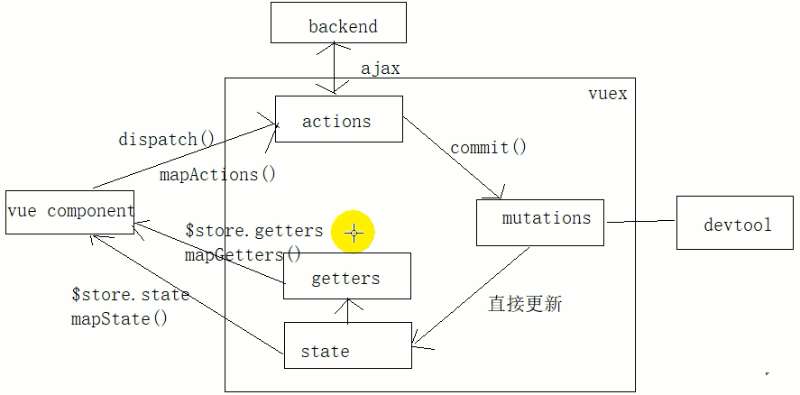 backend
ajax
vuex
actions
dispatch()
commit()
mapActions()
vue component
mutations
devtool
$store.getters
mapGetters()
getters
$store.state
mapState()
直接更新
state